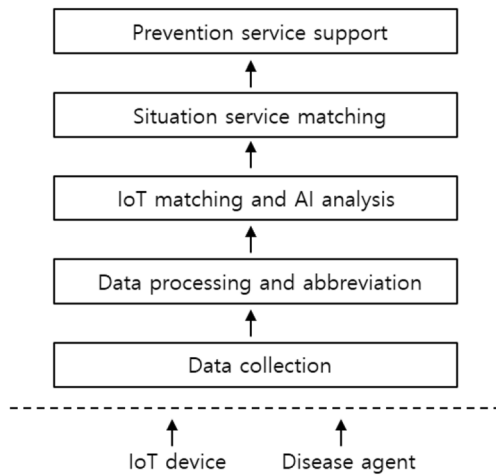 Prevention service support
Situation service matching
IoT matching and AI analysis
Data processing and abbreviation
Data collection
IoT device
Disease agent